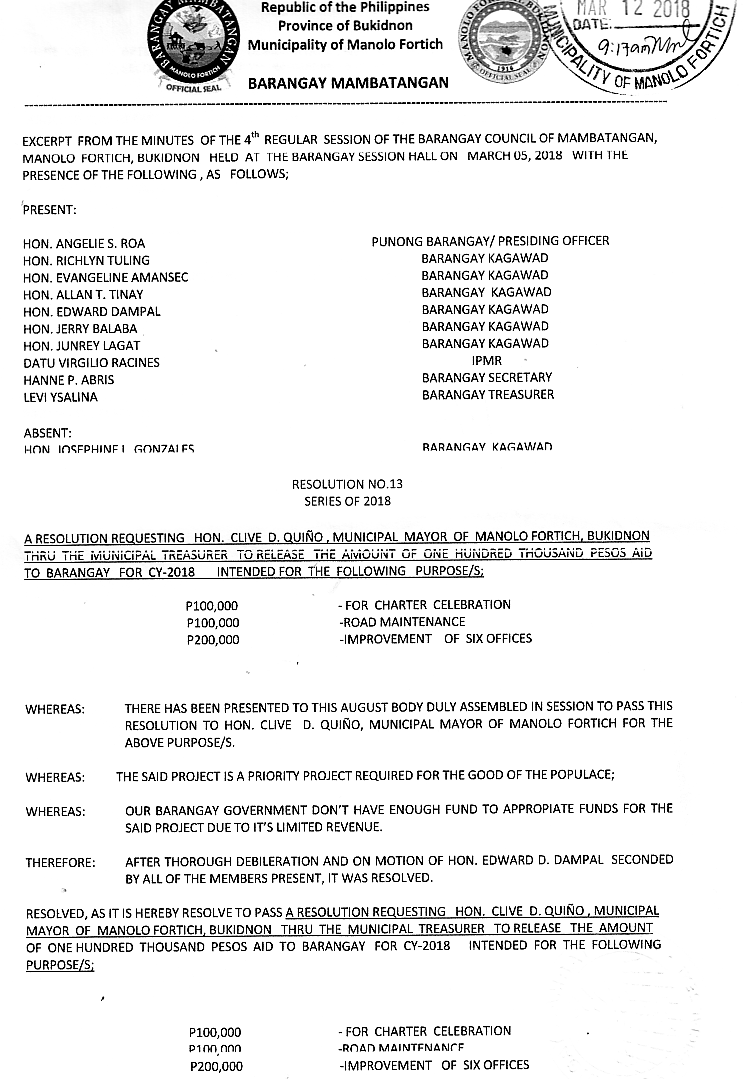 Republic of the Philippines
Province of Bukidnon
Municipality of Manolo Fortich
BARANGAY MAMBATANGAN
BARANGAY MAMBATANGAN
MANOLO FORTICH
OFFICIAL SEAL
1916
OFFICIAL SEAL
MAR 12 2018
DATE:
9:17am
MUNICIPALITY OF MANOLO FORTICH
EXCERPT FROM THE MINUTES OF THE 4th REGULAR SESSION OF THE BARANGAY COUNCIL OF MAMBATANGAN,
MANOLO FORTICH, BUKIDNON HELD AT THE BARANGAY SESSION HALL ON MARCH 05, 2018 WITH THE
PRESENCE OF THE FOLLOWING , AS FOLLOWS;
PRESENT:
HON. ANGELIE S. ROA PUNONG BARANGAY/ PRESIDING OFFICER
HON. RICHLYN TULING BARANGAY KAGAWAD
HON. EVANGELINE AMANSEC BARANGAY KAGAWAD
HON. ALLAN T. TINAY BARANGAY KAGAWAD
HON. EDWARD DAMPAL BARANGAY KAGAWAD
HON. JERRY BALABA BARANGAY KAGAWAD
HON. JUNREY LAGAT BARANGAY KAGAWAD
DATU VIRGILIO RACINES IPMR
HANNE P. ABRIS BARANGAY SECRETARY
LEVI YSALINA BARANGAY TREASURER
ABSENT:
HON. JOSEPHINE L. GONZALES BARANGAY KAGAWAD
RESOLUTION NO.13
SERIES OF 2018
A RESOLUTION REQUESTING HON. CLIVE D. QUIÑO , MUNICIPAL MAYOR OF MANOLO FORTICH, BUKIDNON
THRU THE MUNICIPAL TREASURER TO RELEASE THE AMOUNT OF ONE HUNDRED THOUSAND PESOS AID
TO BARANGAY FOR CY-2018 INTENDED FOR THE FOLLOWING PURPOSE/S;
P100,000 - FOR CHARTER CELEBRATION
P100,000 -ROAD MAINTENANCE
P200,000 -IMPROVEMENT OF SIX OFFICES
WHEREAS: THERE HAS BEEN PRESENTED TO THIS AUGUST BODY DULY ASSEMBLED IN SESSION TO PASS THIS
RESOLUTION TO HON. CLIVE D. QUIÑO, MUNICIPAL MAYOR OF MANOLO FORTICH FOR THE
ABOVE PURPOSE/S.
WHEREAS: THE SAID PROJECT IS A PRIORITY PROJECT REQUIRED FOR THE GOOD OF THE POPULACE;
WHEREAS: OUR BARANGAY GOVERNMENT DON'T HAVE ENOUGH FUND TO APPROPIATE FUNDS FOR THE
SAID PROJECT DUE TO IT'S LIMITED REVENUE.
THEREFORE: AFTER THOROUGH DEBILERATION AND ON MOTION OF HON. EDWARD D. DAMPAL SECONDED
BY ALL OF THE MEMBERS PRESENT, IT WAS RESOLVED.
RESOLVED, AS IT IS HEREBY RESOLVE TO PASS A RESOLUTION REQUESTING HON. CLIVE D. QUIÑO , MUNICIPAL
MAYOR OF MANOLO FORTICH, BUKIDNON THRU THE MUNICIPAL TREASURER TO RELEASE THE AMOUNT
OF ONE HUNDRED THOUSAND PESOS AID TO BARANGAY FOR CY-2018 INTENDED FOR THE FOLLOWING
PURPOSE/S;
P100,000 - FOR CHARTER CELEBRATION
P100,000 -ROAD MAINTENANCE
P200,000 -IMPROVEMENT OF SIX OFFICES